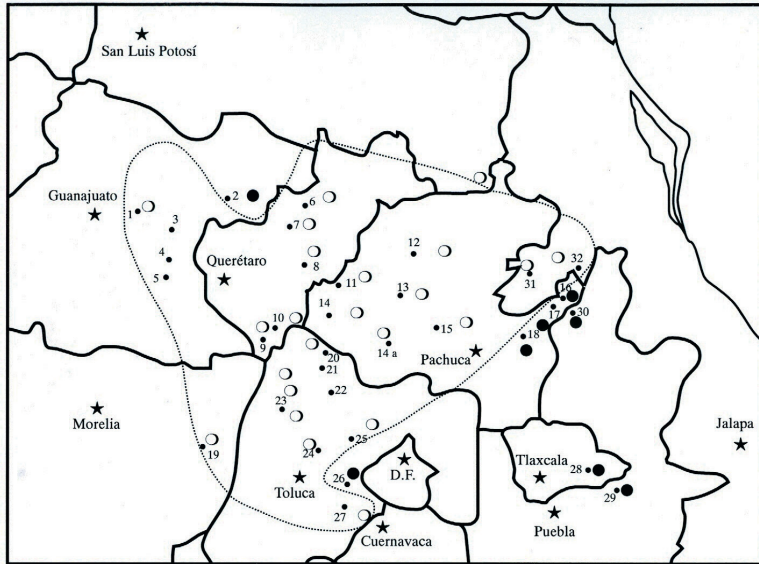 San Luis Potosí
Guanajuato
1
2
3
4
5
6
7
8
Querétaro
9
10
11
12
13
14
14 a
15
Pachuca
16
17
18
30
31
32
20
21
22
23
24
25
19
Morelia
Toluca
26
27
D.F.
Cuernavaca
Tlaxcala
28
29
Puebla
Jalapa